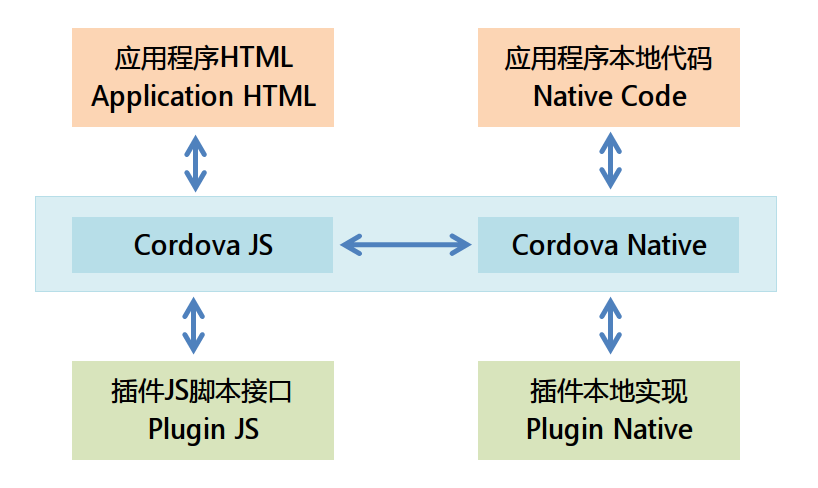 应用程序HTML
Application HTML
应用程序本地代码
Native Code
Cordova JS
Cordova Native
插件JS脚本接口
Plugin JS
插件本地实现
Plugin Native